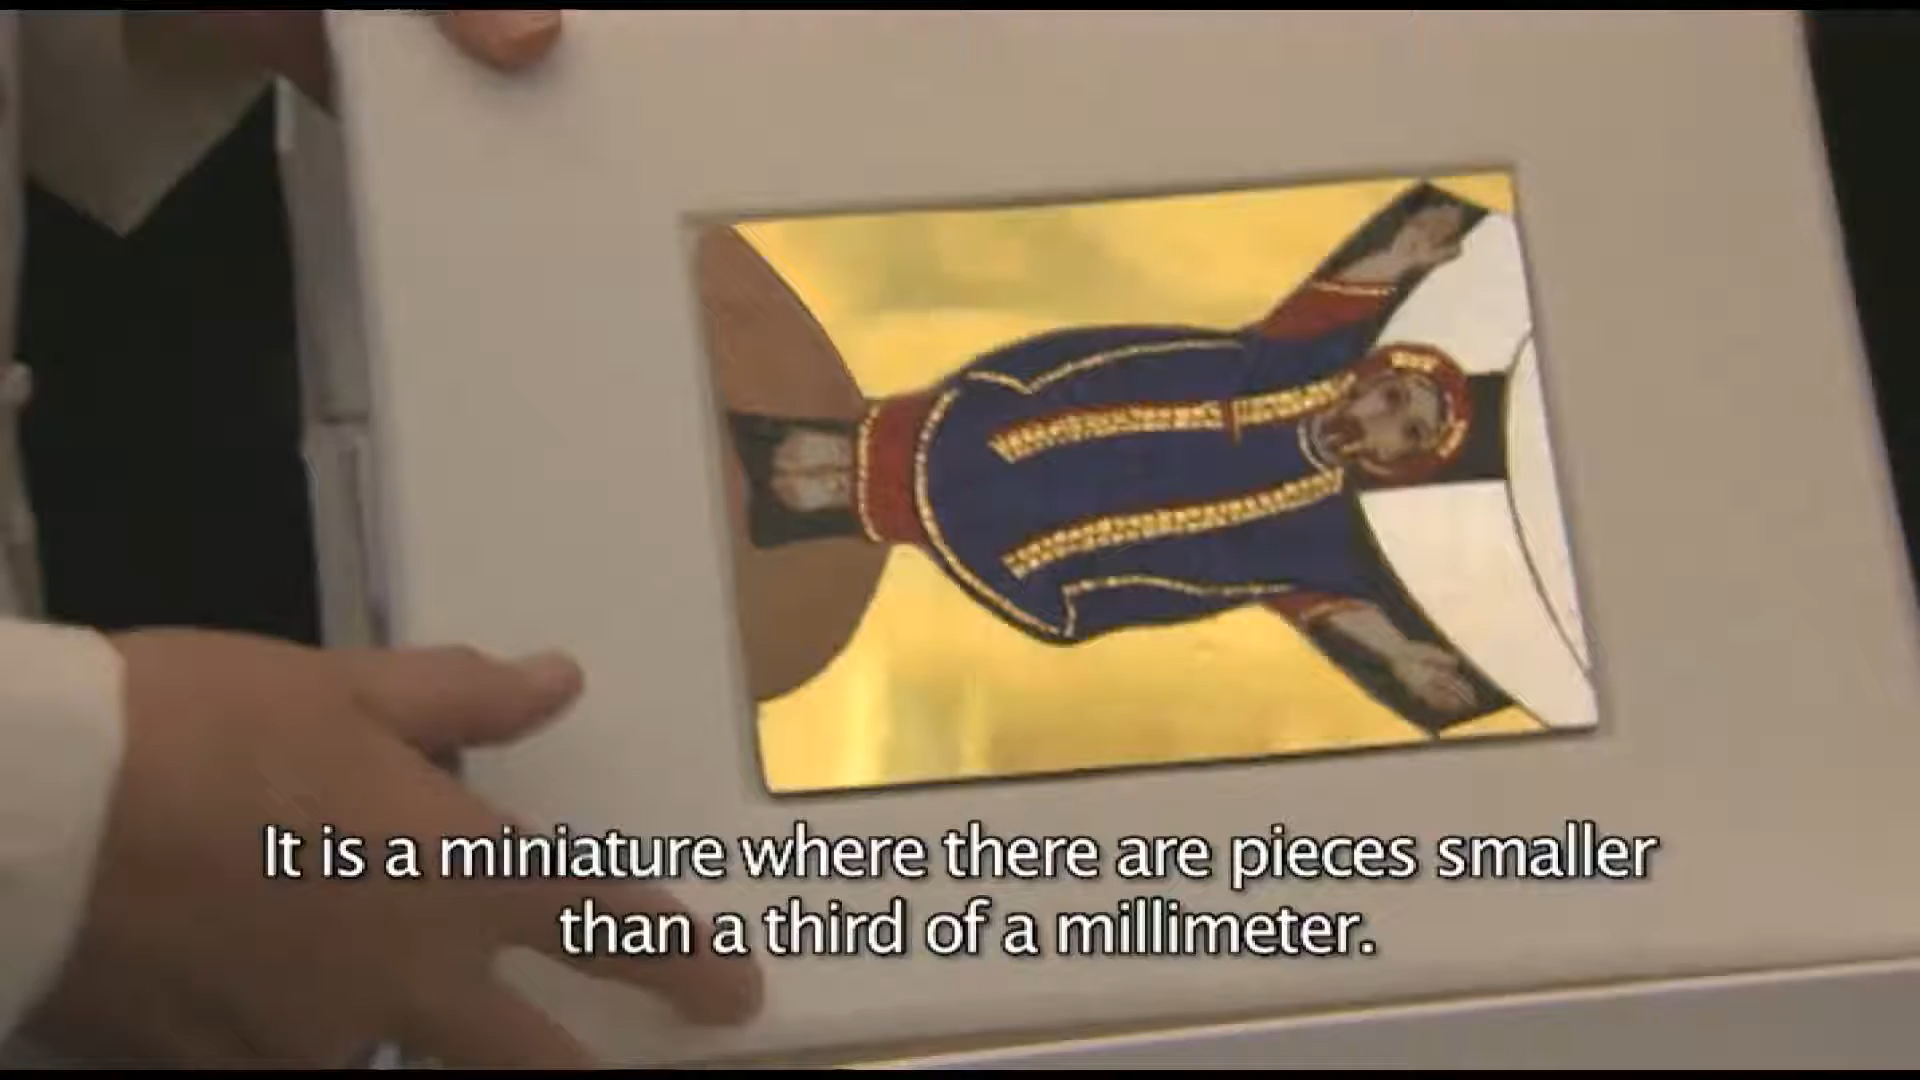 It is a miniature where there are pieces smaller
than a third of a millimeter.